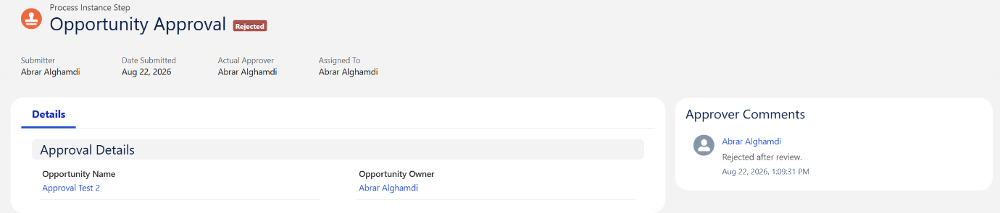 Process Instance Step
Opportunity Approval Rejected
Submitter Date Submitted Actual Approver Assigned To
Abrar Alghamdi Aug 22, 2026 Abrar Alghamdi Abrar Alghamdi
Details
Approval Details
Opportunity Name Opportunity Owner
Approval Test 2 Abrar Alghamdi
Approver Comments
Abrar Alghamdi
Rejected after review.
Aug 22, 2026, 1:09:31 PM